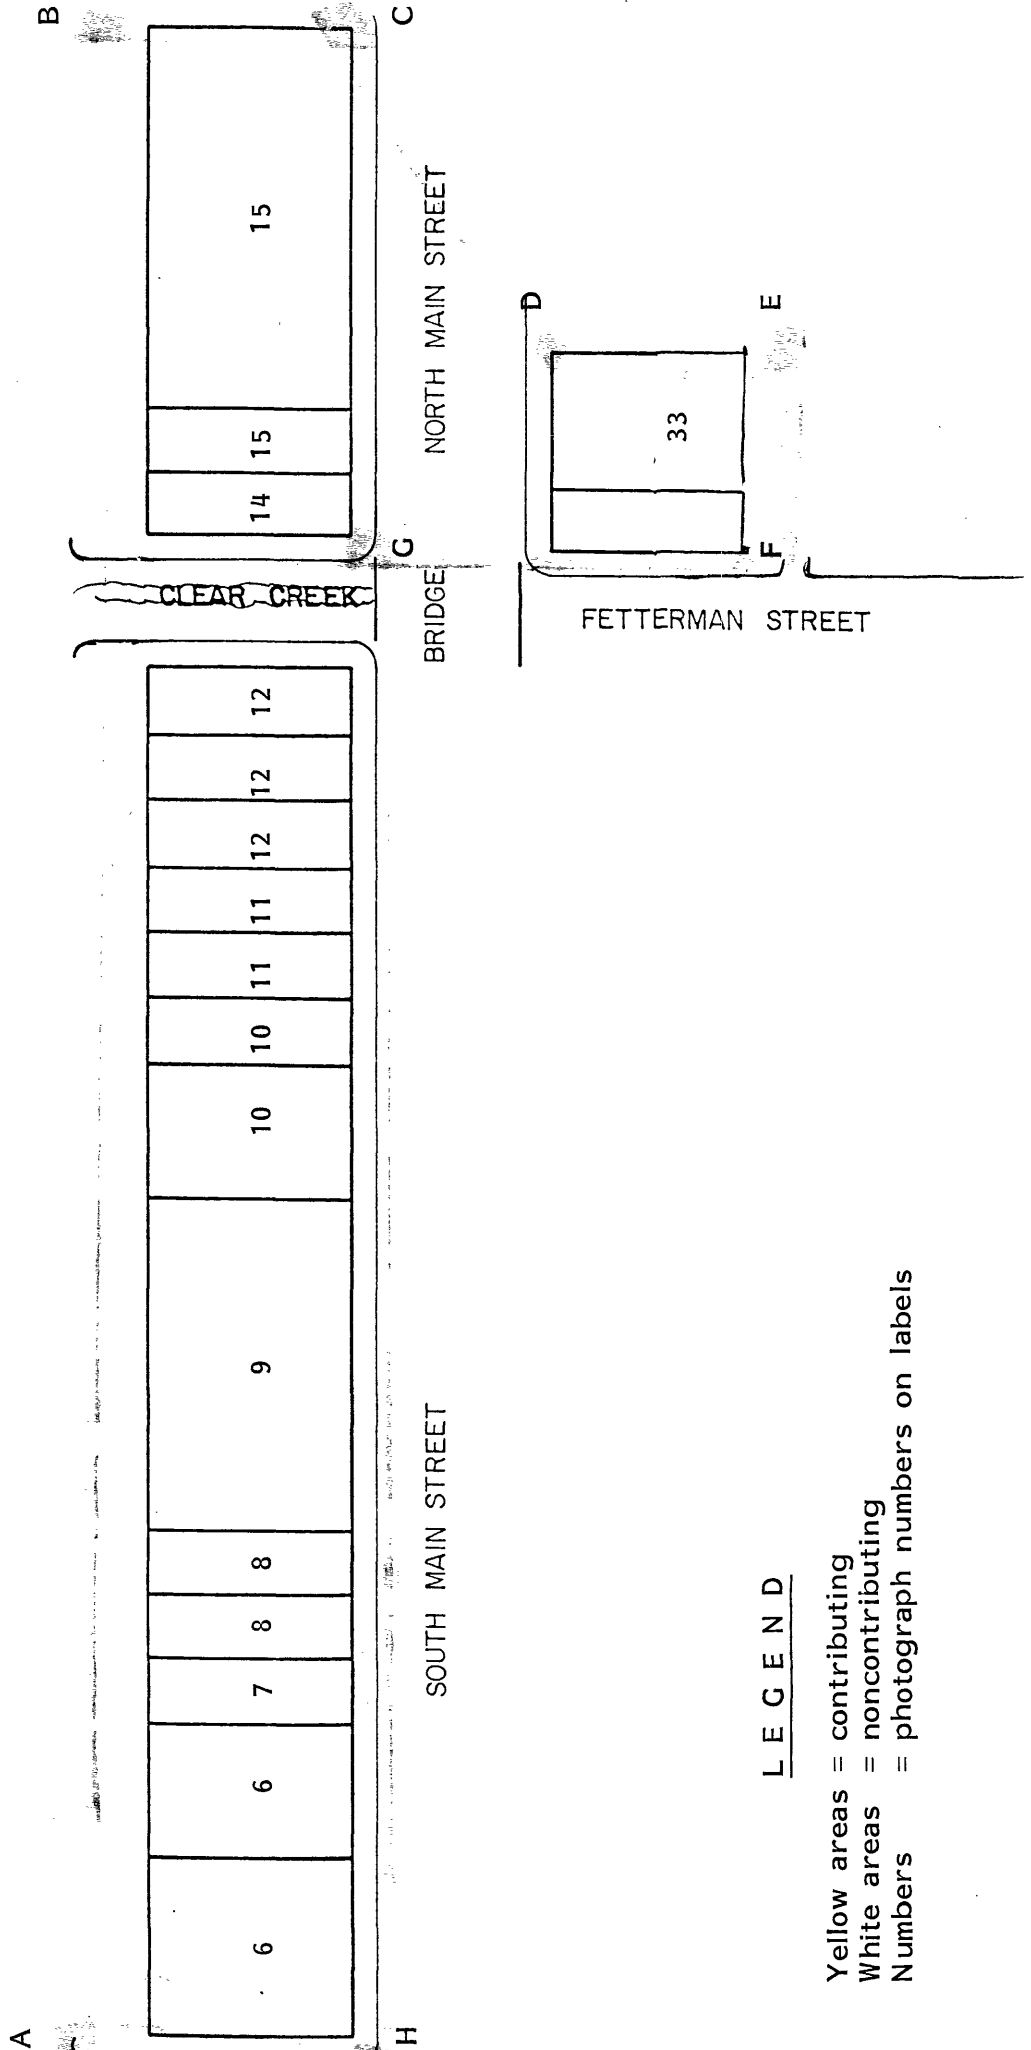 A
B
6
6
7
8
8
9
10
10
11
11
12
12
12
CLEAR CREEK
14
15
15
H
G
C
SOUTH MAIN STREET
BRIDGE
NORTH MAIN STREET
D
FETTERMAN STREET
33
F
E
LEGEND
Yellow areas = contributing
White areas = noncontributing
Numbers = photograph numbers on labels